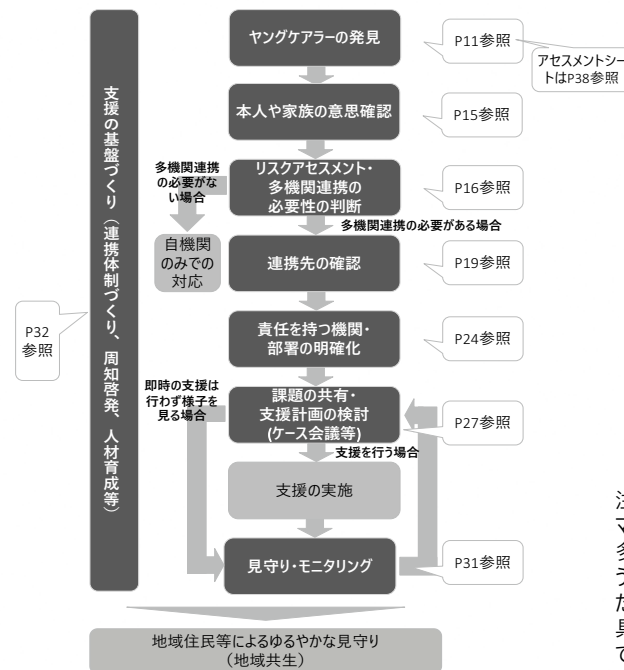 ヤングケアラーの発見
P11参照
アセスメントシー
トはP38参照
本人や家族の意思確認
P15参照
多機関連携
の必要がな
い場合
リスクアセスメント・
多機関連携の
必要性の判断
P16参照
多機関連携の必要がある場合
自機関
のみでの
対応
連携先の確認
P19参照
責任を持つ機関・
部署の明確化
P24参照
支援の基盤づくり（連携体制づくり、周知啓発、人材育成等）
P32
参照
即時の支援は
行わず様子を
見る場合
課題の共有・
支援計画の検討
(ケース会議等)
P27参照
支援を行う場合
支援の実施
見守り・モニタリング
P31参照
地域住民等によるゆるやかな見守り
（地域共生）
注
マ
多
う
た
具
で